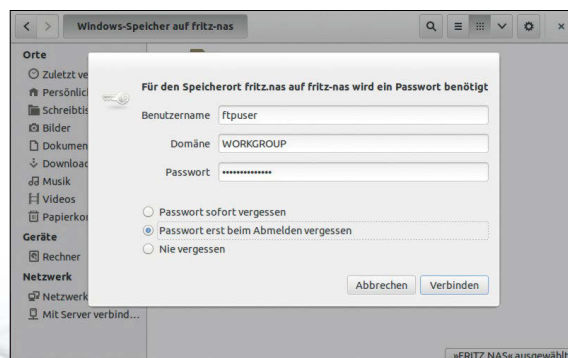 Windows-Speicher auf fritz-nas
Orte
Zuletzt ve
Persönlic
Schreibtis
Bilder
Dokumen
Downloac
Musik
Videos
Papierkor
Geräte
Rechner
Netzwerk
Netzwerk
Mit Server verbind...
Für den Speicherort fritz.nas auf fritz-nas wird ein Passwort benötigt
Benutzername ftpuser
Domäne WORKGROUP
Passwort ••••••••••••••
Passwort sofort vergessen
Passwort erst beim Abmelden vergessen
Nie vergessen
Abbrechen Verbinden
»FRITZ.NAS« ausgewählt